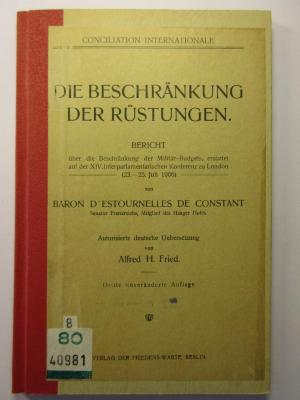 CONCILIATION INTERNATIONALE
DIE BESCHRÄNKUNG
DER RÜSTUNGEN.
BERICHT
über die Beschränkung der Militär-Budgets, erstattet
auf der XIV. Interparlamentarischen Konferenz zu London
(23.—25. Juli 1906)
von
BARON D'ESTOURNELLES DE CONSTANT
Senator Frankreichs, Mitglied des Haager Hofes.
Autorisierte deutsche Uebersetzung
von
Alfred H. Fried.
Dritte unveränderte Auflage
VERLAG DER FRIEDENS-WARTE, BERLIN.
8
80
40981